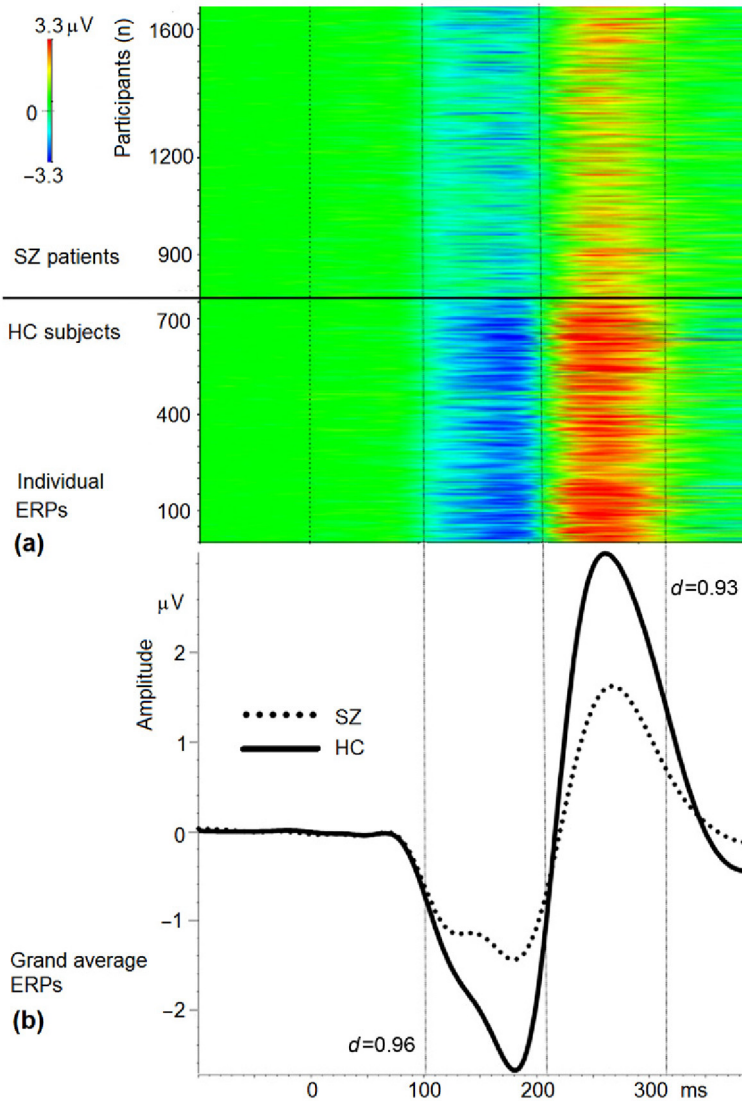 3.3 μV
0
−3.3
Participants (n)
1600
1200
900
SZ patients
HC subjects
700
400
100
Individual
ERPs
(a)
μV
d=0.93
2
Amplitude
SZ
1
HC
0
−1
Grand average
ERPs
−2
(b)
d=0.96
0 100 200 300 ms